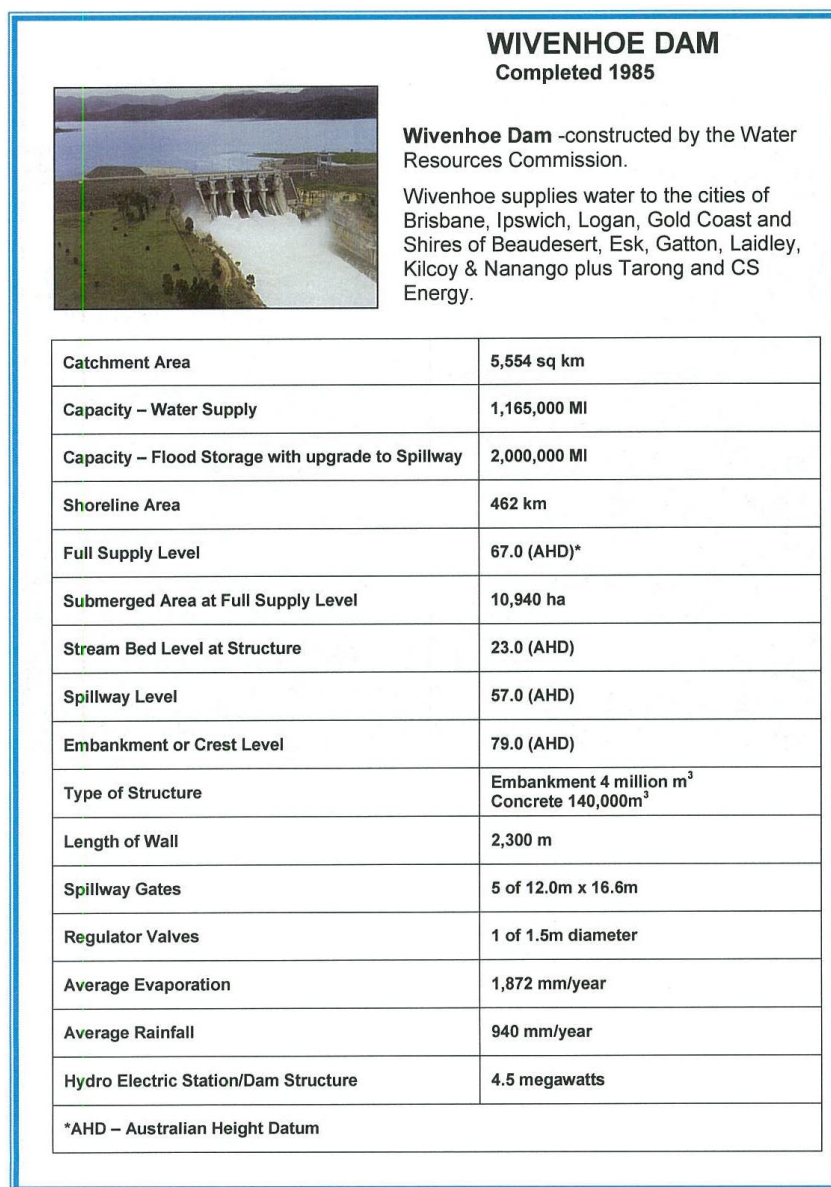 WIVENHOE DAM
Completed 1985
Wivenhoe Dam -constructed by the Water
Resources Commission.
Wivenhoe supplies water to the cities of
Brisbane, Ipswich, Logan, Gold Coast and
Shires of Beaudesert, Esk, Gatton, Laidley,
Kilcoy & Nanango plus Tarong and CS
Energy.
Catchment Area 5,554 sq km
Capacity – Water Supply 1,165,000 Ml
Capacity – Flood Storage with upgrade to Spillway 2,000,000 Ml
Shoreline Area 462 km
Full Supply Level 67.0 (AHD)*
Submerged Area at Full Supply Level 10,940 ha
Stream Bed Level at Structure 23.0 (AHD)
Spillway Level 57.0 (AHD)
Embankment or Crest Level 79.0 (AHD)
Type of Structure Embankment 4 million m³
Concrete 140,000m³
Length of Wall 2,300 m
Spillway Gates 5 of 12.0m x 16.6m
Regulator Valves 1 of 1.5m diameter
Average Evaporation 1,872 mm/year
Average Rainfall 940 mm/year
Hydro Electric Station/Dam Structure 4.5 megawatts
*AHD – Australian Height Datum